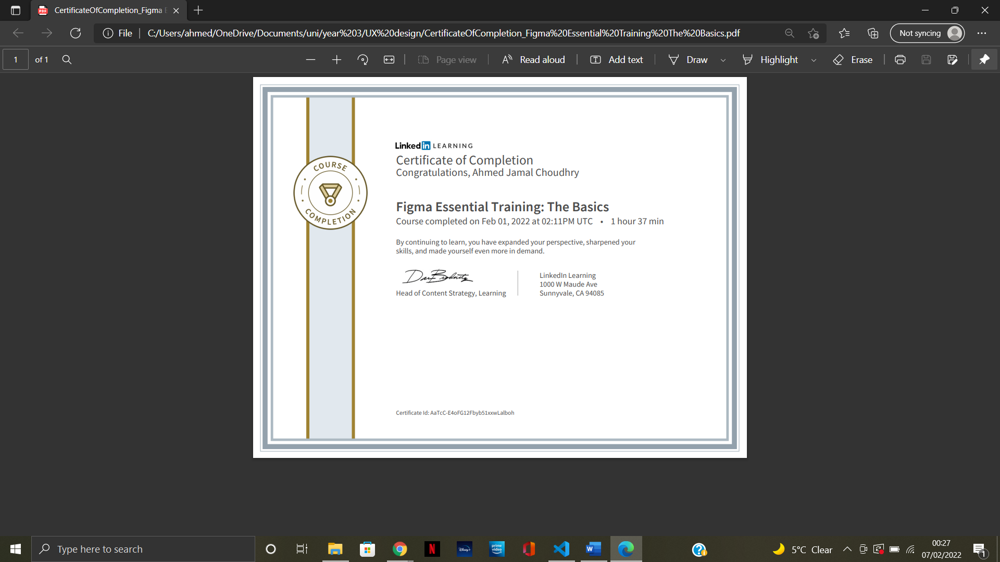 CertificateOfCompletion_Figma E
File
C:/Users/ahmed/OneDrive/Documents/uni/year%203/UX%20design/CertificateOfCompletion_Figma%20Essential%20Training%20The%20Basics.pdf
Not syncing
1 of 1
Page view
Read aloud
Add text
Draw
Highlight
Erase
COURSE
COMPLETION
Linked in LEARNING
Certificate of Completion
Congratulations, Ahmed Jamal Choudhry
Figma Essential Training: The Basics
Course completed on Feb 01, 2022 at 02:11PM UTC • 1 hour 37 min
By continuing to learn, you have expanded your perspective, sharpened your
skills, and made yourself even more in demand.
Head of Content Strategy, Learning
LinkedIn Learning
1000 W Maude Ave
Sunnyvale, CA 94085
Certificate Id: AaTcC-E4oFG12Fbyb51xxwLalboh
Type here to search
5°C Clear
00:27
07/02/2022
1